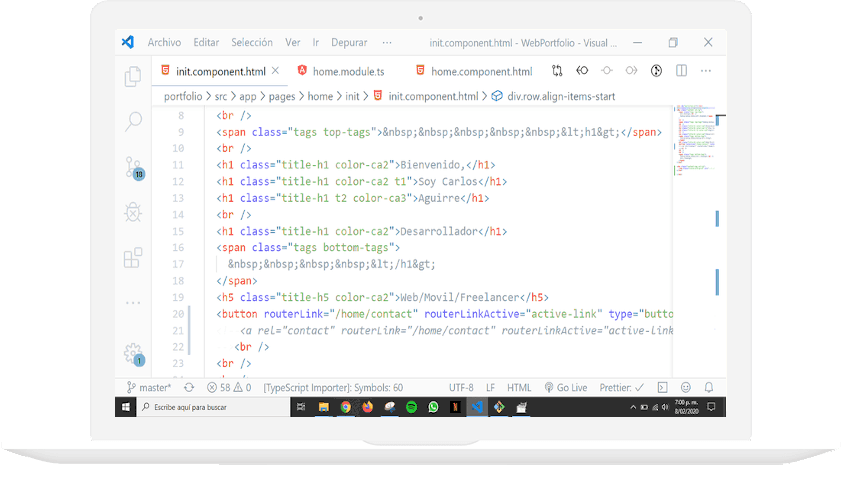 Archivo Editar Selección Ver Ir Depurar ··· init.component.html - WebPortfolio - Visual ...
init.component.html home.module.ts home.component.html
portfolio > src > app > pages > home > init > init.component.html > div.row.align-items-start
8 <br />
9 <span class="tags top-tags">&nbsp;&nbsp;&nbsp;&nbsp;&nbsp;&lt;h1&gt;</span>
10 <br />
11 <h1 class="title-h1 color-ca2">Bienvenido,</h1>
12 <h1 class="title-h1 color-ca2 t1">Soy Carlos</h1>
13 <h1 class="title-h1 t2 color-ca3">Aguirre</h1>
14 <br />
15 <h1 class="title-h1 color-ca2">Desarrollador</h1>
16 <span class="tags bottom-tags">
17 &nbsp;&nbsp;&nbsp;&nbsp;&lt;/h1&gt;
18 </span>
19 <h5 class="title-h5 color-ca2">Web/Movil/Freelancer</h5>
20 <button routerLink="/home/contact" routerLinkActive="active-link" type="butto
21 <a rel="contact" routerLink="/home/contact" routerLinkActive="active-link
22 <br />
23 <br />
10
1
master* 58 0 [TypeScript Importer]: Symbols: 60 UTF-8 LF HTML Go Live Prettier: ✓
Escribe aquí para buscar 7:00 p. m.
8/02/2020